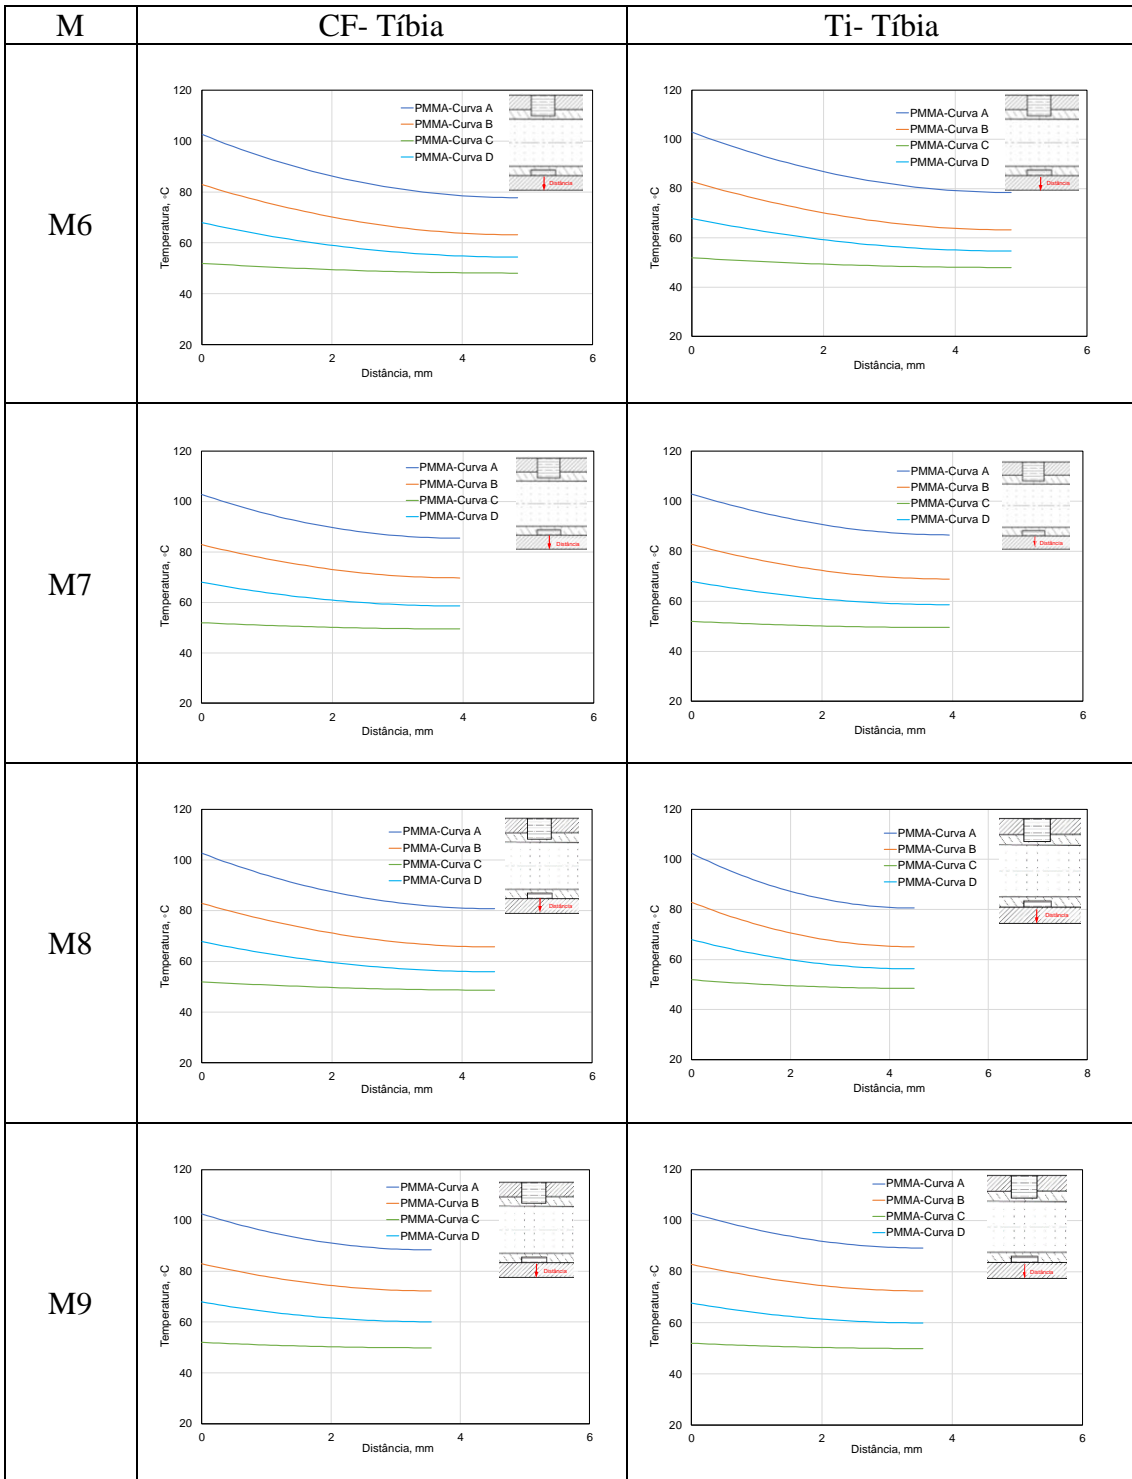 M CF- Tíbia Ti- Tíbia
M6
120
100
80
60
40
20
0 2 4 6
Temperatura, °C
Distância, mm
PMMA-Curva A
PMMA-Curva B
PMMA-Curva C
PMMA-Curva D
Distância
120
100
80
60
40
20
0 2 4 6
Temperatura, °C
Distância, mm
PMMA-Curva A
PMMA-Curva B
PMMA-Curva C
PMMA-Curva D
Distância
M7
120
100
80
60
40
20
0 2 4 6
Temperatura, °C
Distância, mm
PMMA-Curva A
PMMA-Curva B
PMMA-Curva C
PMMA-Curva D
Distância
120
100
80
60
40
20
0 2 4 6
Temperatura, °C
Distância, mm
PMMA-Curva A
PMMA-Curva B
PMMA-Curva C
PMMA-Curva D
Distância
M8
120
100
80
60
40
20
0 2 4 6
Temperatura, °C
Distância, mm
PMMA-Curva A
PMMA-Curva B
PMMA-Curva C
PMMA-Curva D
Distância
120
100
80
60
40
20
0 2 4 6 8
Temperatura, °C
Distância, mm
PMMA-Curva A
PMMA-Curva B
PMMA-Curva C
PMMA-Curva D
Distância
M9
120
100
80
60
40
20
0 2 4 6
Temperatura, °C
Distância, mm
PMMA-Curva A
PMMA-Curva B
PMMA-Curva C
PMMA-Curva D
Distância
120
100
80
60
40
20
0 2 4 6
Temperatura, °C
Distância, mm
PMMA-Curva A
PMMA-Curva B
PMMA-Curva C
PMMA-Curva D
Distância